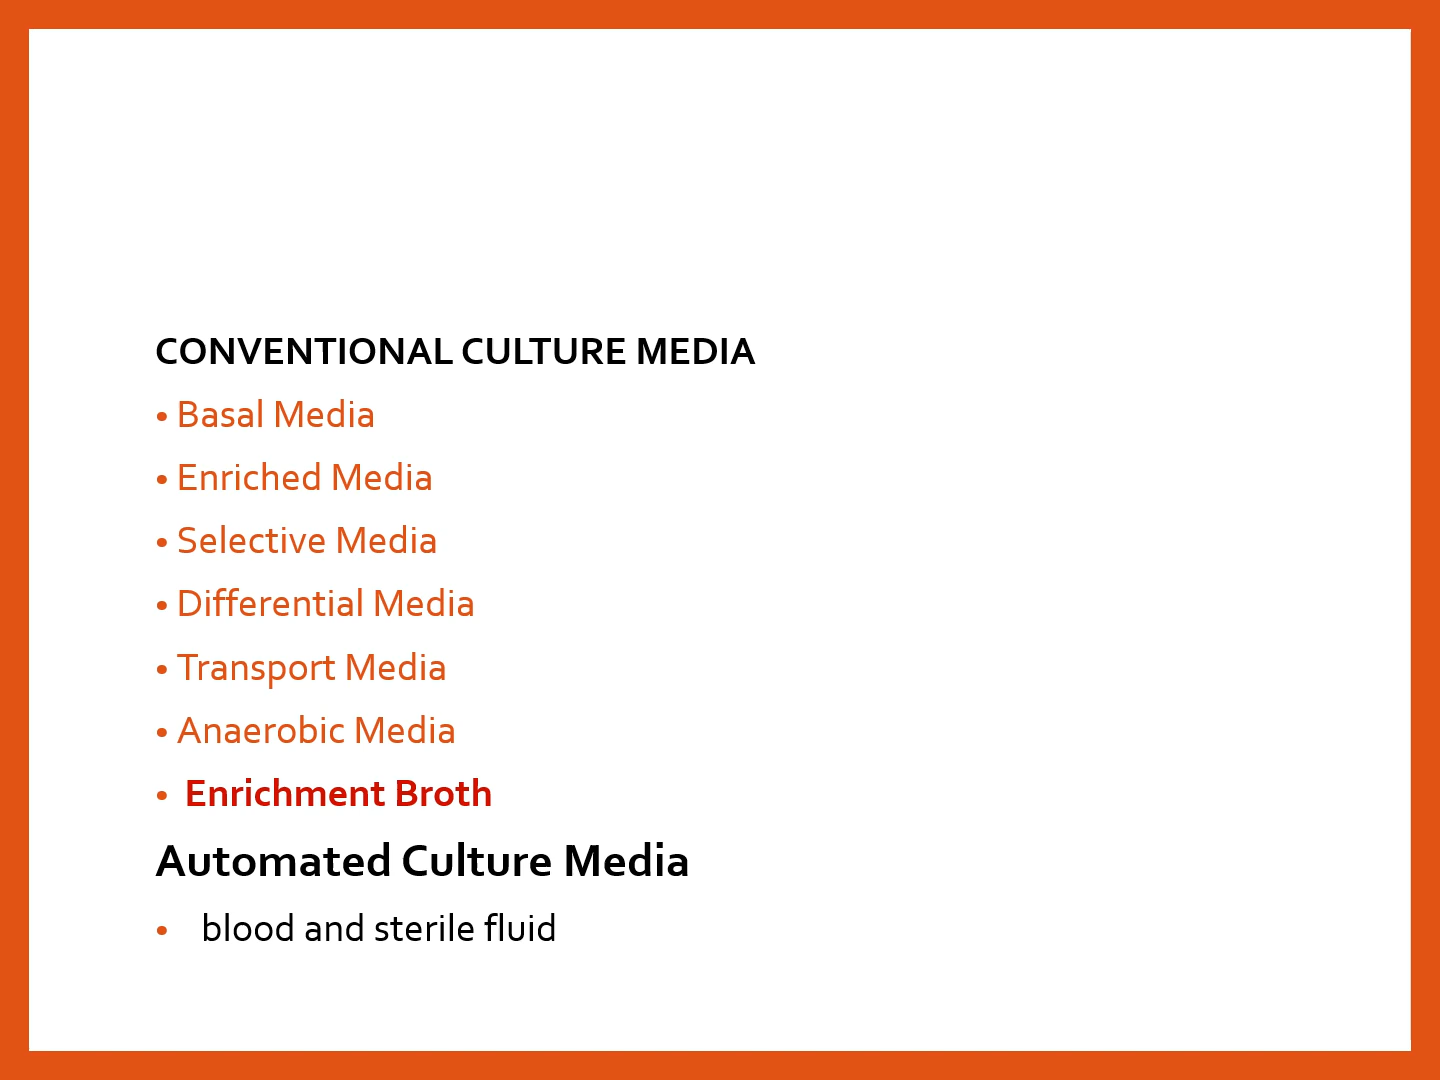 CONVENTIONAL CULTURE MEDIA
• Basal Media
• Enriched Media
• Selective Media
• Differential Media
• Transport Media
• Anaerobic Media
• Enrichment Broth
Automated Culture Media
• blood and sterile fluid